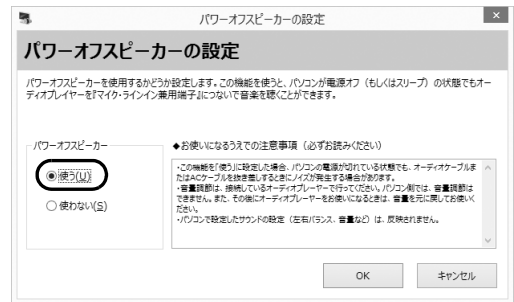 パワーオフスピーカーの設定
パワーオフスピーカーの設定
パワーオフスピーカーを使用するかどうか設定します。この機能を使うと、パソコンが電源オフ（もしくはスリープ）の状態でもオー
ディオプレイヤーを『マイク・ラインイン兼用端子』につないで音楽を聴くことができます。
パワーオフスピーカー
使う(U)
使わない(S)
◆お使いになるうえでの注意事項（必ずお読みください）
・この機能を「使う」に設定した場合、パソコンの電源が切れている状態でも、オーディオケーブルま
たはACケーブルを抜き差しするときにノイズが発生する場合があります。
・音量調節は、接続しているオーディオプレーヤーで行ってください。パソコン側では、音量調節は
できません。また、その後にオーディオプレーヤーをお使いになるときは、音量を元に戻してお使いく
ださい。
・パソコンで設定したサウンドの設定（左右バランス、音量など）は、反映されません。
OK
キャンセル